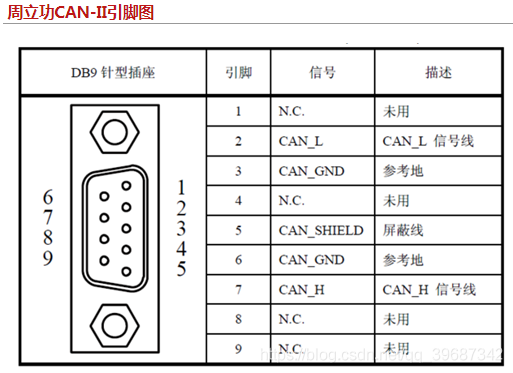 周立功CAN-II引脚图
DB9 针型插座 引脚 信号 描述
1 N.C. 未用
2 CAN_L CAN_L 信号线
3 CAN_GND 参考地
4 N.C. 未用
5 CAN_SHIELD 屏蔽线
6 CAN_GND 参考地
7 CAN_H CAN_H 信号线
8 N.C. 未用
9 N.C. 未用
6
7
8
9
1
2
3
4
5
https://blog.csdn.net/qq_39687342